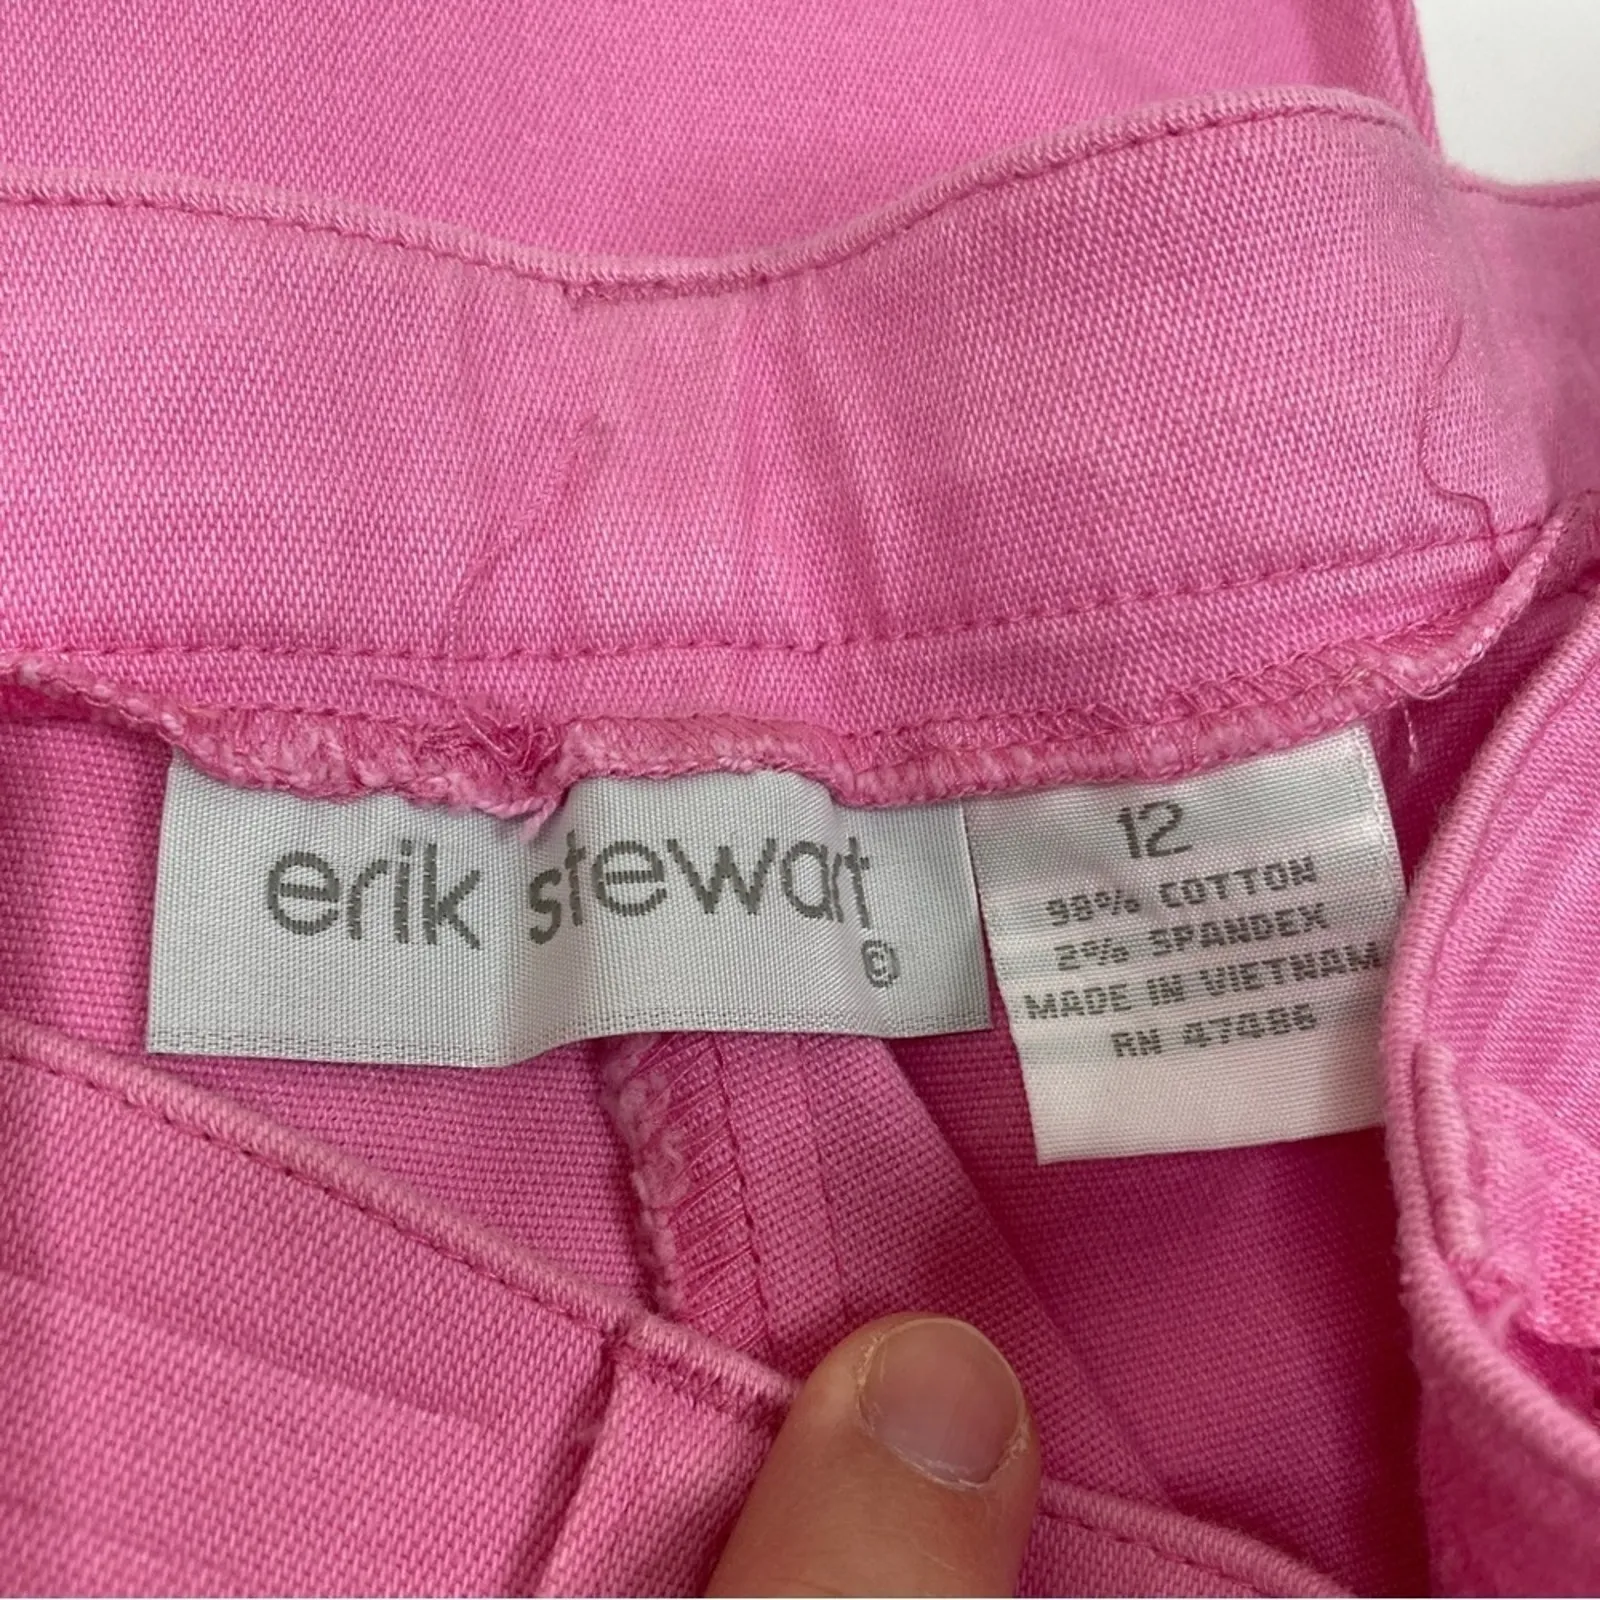 erik stewart
©
12
98% COTTON
2% SPANDEX
MADE IN VIETNAM
RN 47486